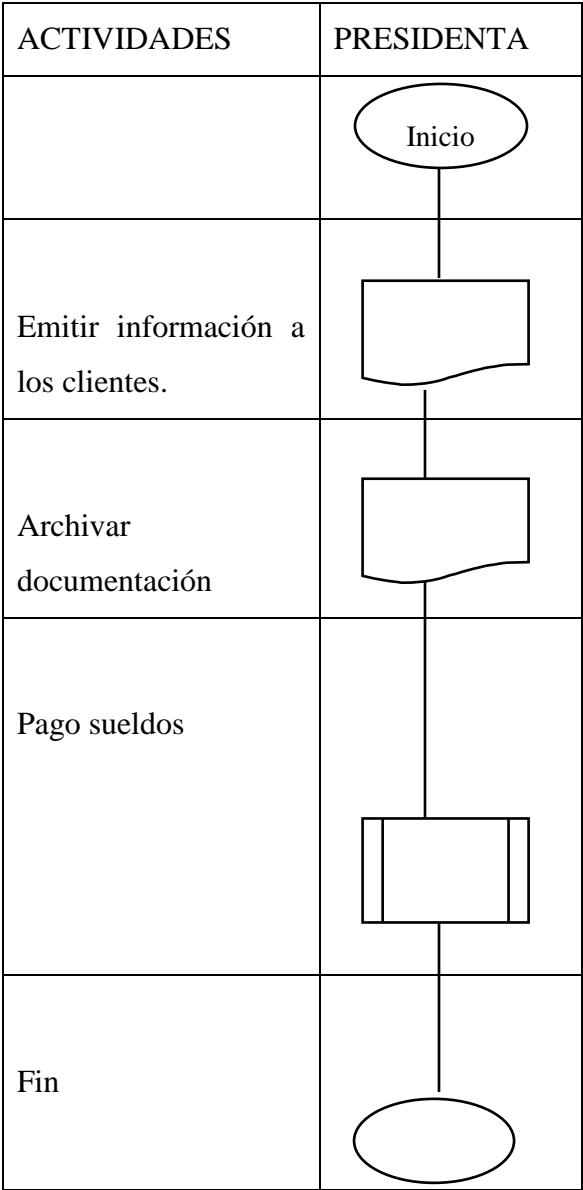 ACTIVIDADES
PRESIDENTA
Inicio
Emitir información a
los clientes.
Archivar
documentación
Pago sueldos
Fin